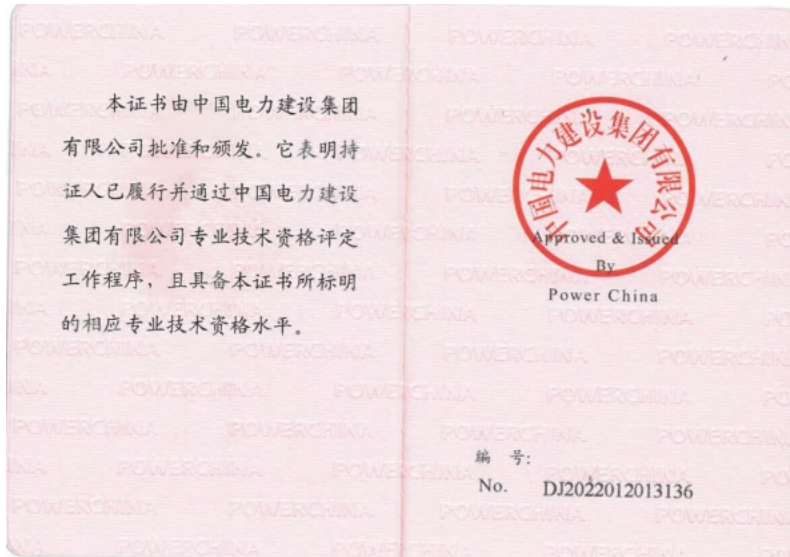 本证书由中国电力建设集团
有限公司批准和颁发。它表明持
证人已履行并通过中国电力建设
集团有限公司专业技术资格评定
工作程序，且具备本证书所标明
的相应专业技术资格水平。
中国电力建设集团有限公司
Approved & Issued
By
Power China
编 号:
No. DJ2022012013136
POWERCHINA